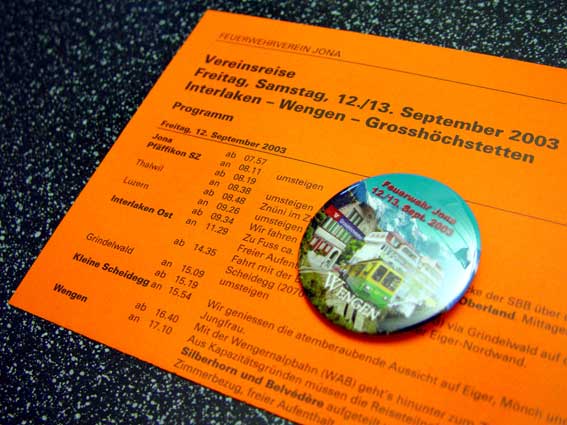 FEUERWEHRVEREIN JONA
Vereinsreise
Freitag, Samstag, 12./13. September 2003
Interlaken – Wengen – Grosshöchstetten
Programm
Freitag, 12. September 2003
Jona ab 07.57
Pfäffikon SZ an 08.11 umsteigen
ab 08.19
Thalwil an 08.38 umsteigen
ab 08.48 Znüni im Z
Luzern an 09.26 umsteigen
ab 09.34 Wir fahren
Interlaken Ost an 11.29 Zu Fuss ca.
Freier Aufen
ab 14.35 Fahrt mit der
Scheidegg (2070
Grindelwald an 15.09 umsteigen
ab 15.19
Kleine Scheidegg an 15.54
Wengen ab 16.40
an 17.10
cke der SBB über
Oberland. Mittage
) via Grindelwald auf d
er Eiger-Nordwand.
Wir geniessen die atemberaubende Aussicht auf Eiger, Mönch
Jungfrau.
Mit der Wengernalpbahn (WAB) geht's hinunter zum
Aus Kapazitätsgründen müssen die Reiseteilne
Silberhorn und Belvédère aufgeteilt
Zimmerbezug, freier Aufenthalt
Feuerwehr Jona
12./13. Sept. 2003
WENGEN